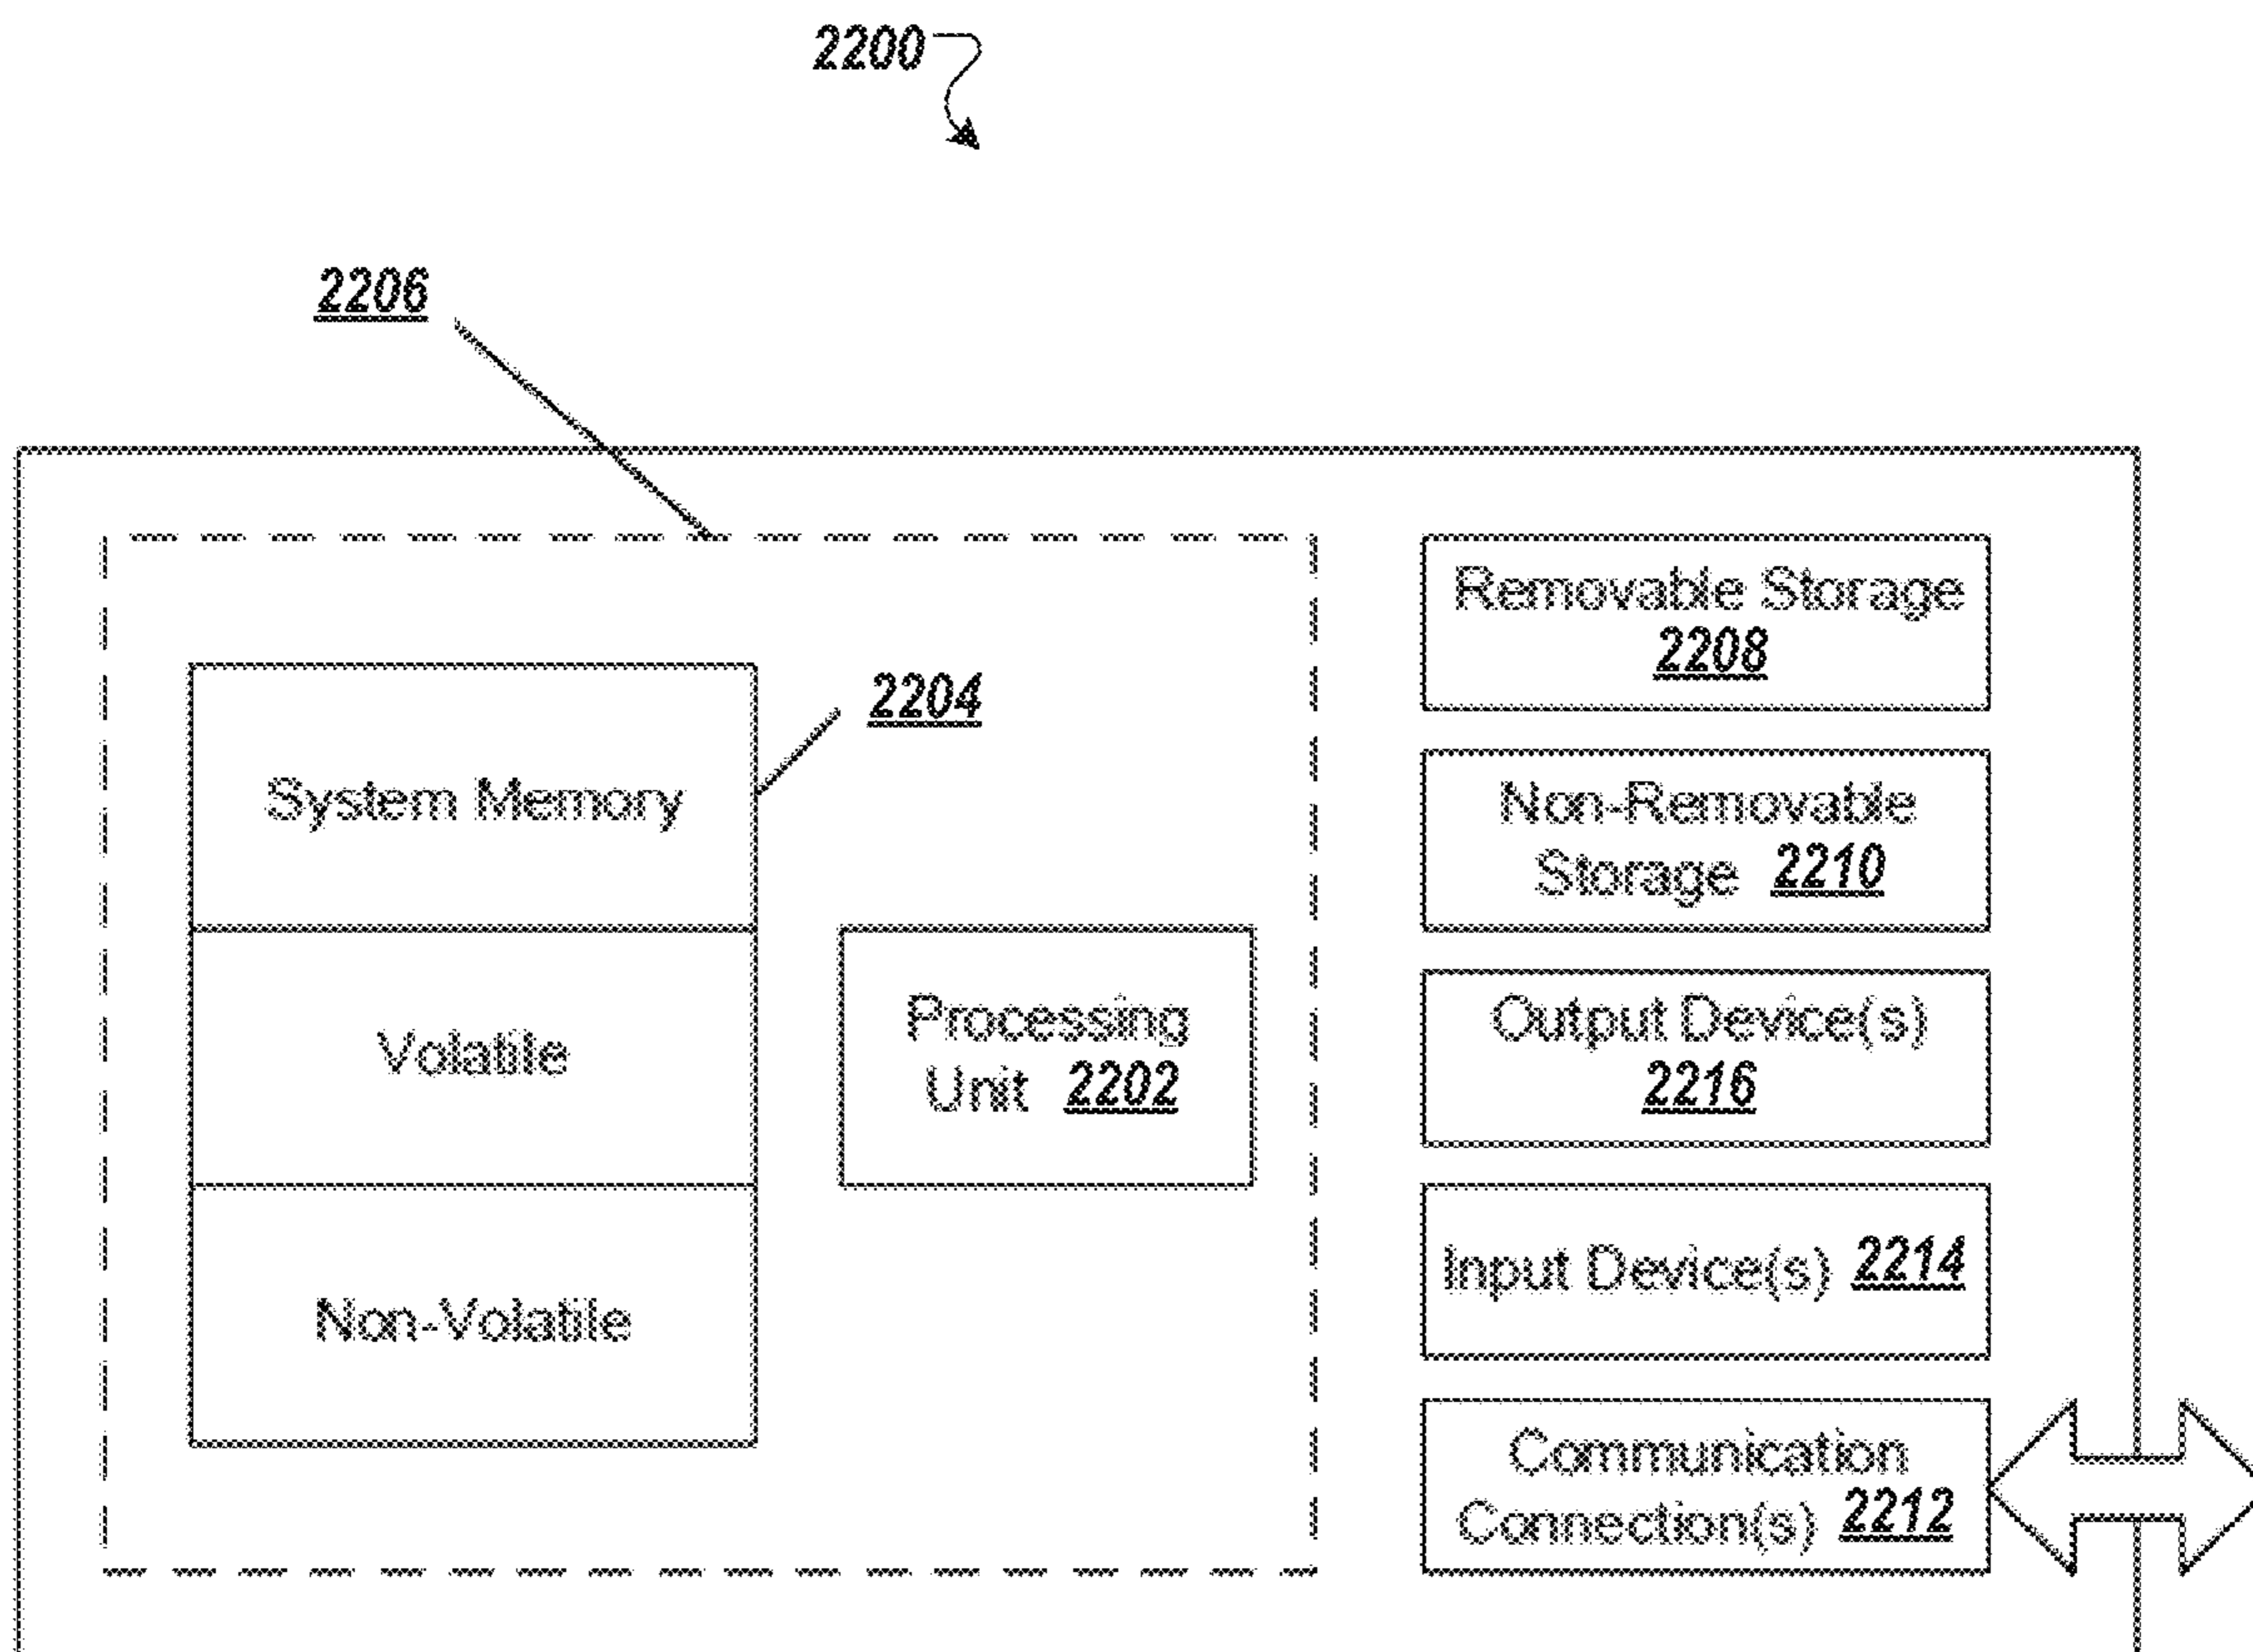 2200
2206
System Memory
2204
Volatile
Non-Volatile
Processing
Unit 2202
Removable Storage
2208
Non-Removable
Storage 2210
Output Device(s)
2216
Input Device(s) 2214
Communication
Connection(s) 2212